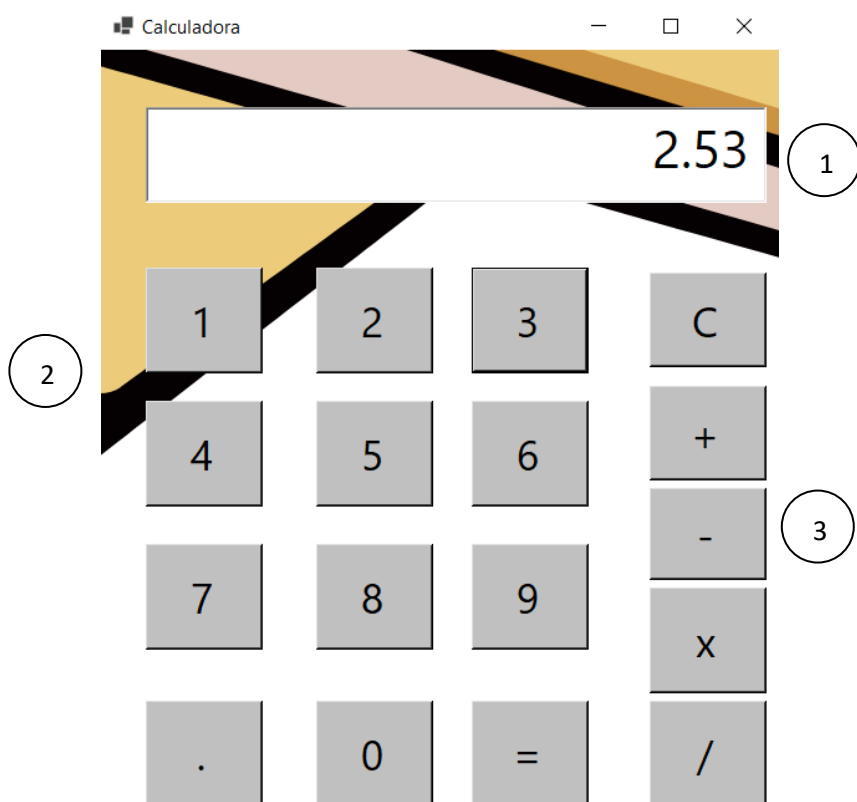 Calculadora
2.53
1
1 2 3 C
2
4 5 6 +
- 3
7 8 9
x
. 0 = /